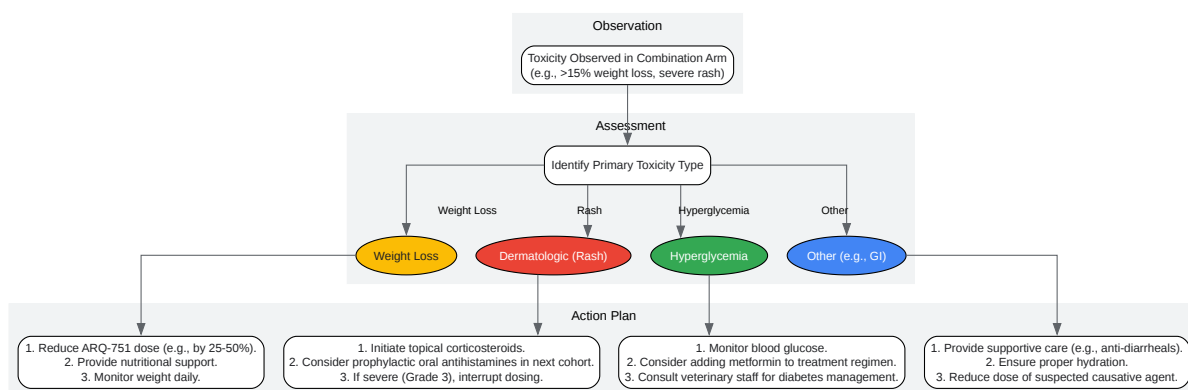 Observation
Toxicity Observed in Combination Arm
(e.g., >15% weight loss, severe rash)
Assessment
Identify Primary Toxicity Type
Weight Loss
Rash
Hyperglycemia
Other
Weight Loss
Dermatologic (Rash)
Hyperglycemia
Other (e.g., GI)
Action Plan
1. Reduce ARQ-751 dose (e.g., by 25-50%).
2. Provide nutritional support.
3. Monitor weight daily.
1. Initiate topical corticosteroids.
2. Consider prophylactic oral antihistamines in next cohort.
3. If severe (Grade 3), interrupt dosing.
1. Monitor blood glucose.
2. Consider adding metformin to treatment regimen.
3. Consult veterinary staff for diabetes management.
1. Provide supportive care (e.g., anti-diarrheals).
2. Ensure proper hydration.
3. Reduce dose of suspected causative agent.